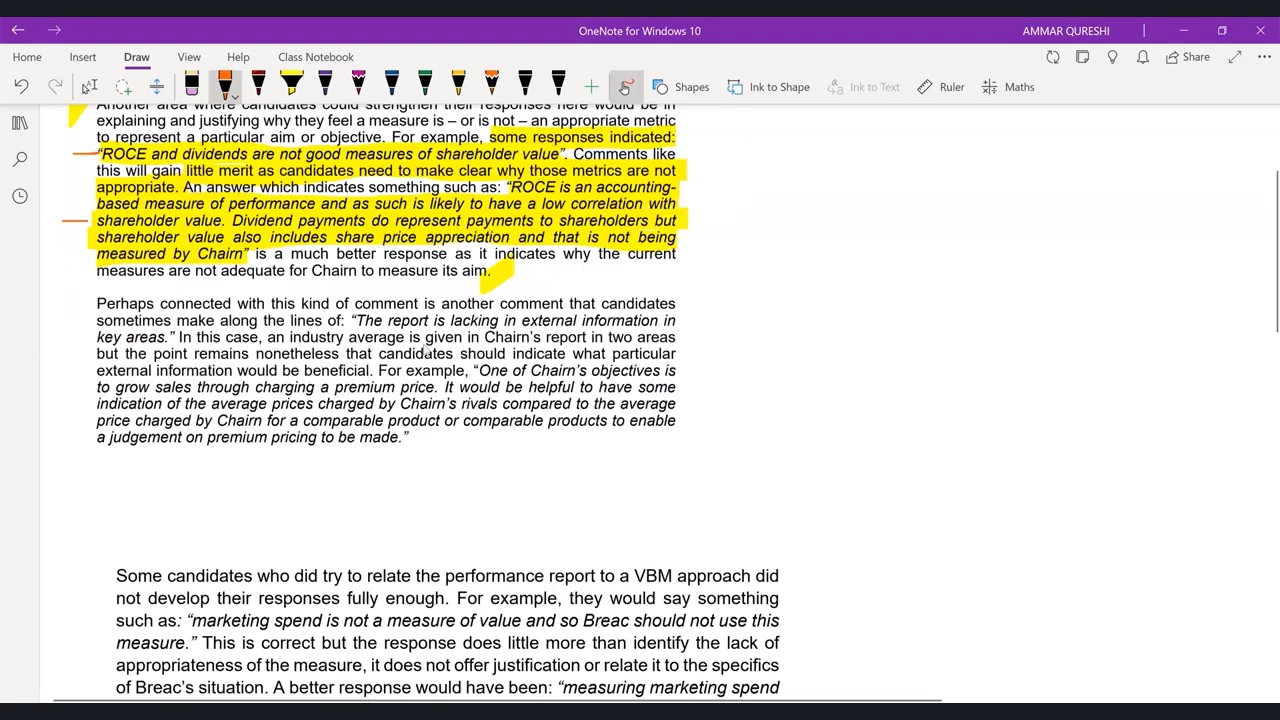 OneNote for Windows 10
AMMAR QURESHI
Home Insert Draw View Help Class Notebook
Share
Shapes Ink to Shape Ink to Text Ruler Maths
Another area where candidates could strengthen their responses here would be in
explaining and justifying why they feel a measure is – or is not – an appropriate metric
to represent a particular aim or objective. For example, some responses indicated:
“ROCE and dividends are not good measures of shareholder value”. Comments like
this will gain little merit as candidates need to make clear why those metrics are not
appropriate. An answer which indicates something such as: “ROCE is an accounting-
based measure of performance and as such is likely to have a low correlation with
shareholder value. Dividend payments do represent payments to shareholders but
shareholder value also includes share price appreciation and that is not being
measured by Chairn” is a much better response as it indicates why the current
measures are not adequate for Chairn to measure its aim.
Perhaps connected with this kind of comment is another comment that candidates
sometimes make along the lines of: “The report is lacking in external information in
key areas.” In this case, an industry average is given in Chairn’s report in two areas
but the point remains nonetheless that candidates should indicate what particular
external information would be beneficial. For example, “One of Chairn’s objectives is
to grow sales through charging a premium price. It would be helpful to have some
indication of the average prices charged by Chairn’s rivals compared to the average
price charged by Chairn for a comparable product or comparable products to enable
a judgement on premium pricing to be made.”
Some candidates who did try to relate the performance report to a VBM approach did
not develop their responses fully enough. For example, they would say something
such as: “marketing spend is not a measure of value and so Breac should not use this
measure.” This is correct but the response does little more than identify the lack of
appropriateness of the measure, it does not offer justification or relate it to the specifics
of Breac’s situation. A better response would have been: “measuring marketing spend